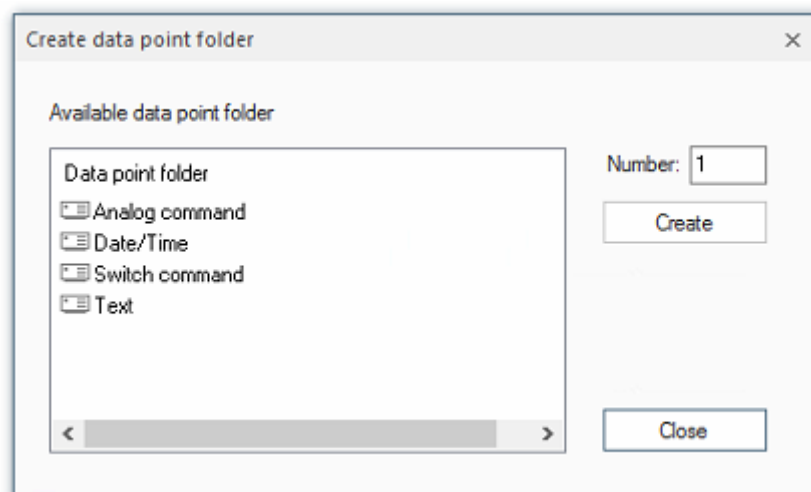 Create data point folder
Available data point folder
Data point folder
Analog command
Date/Time
Switch command
Text
Number: 1
Create
Close